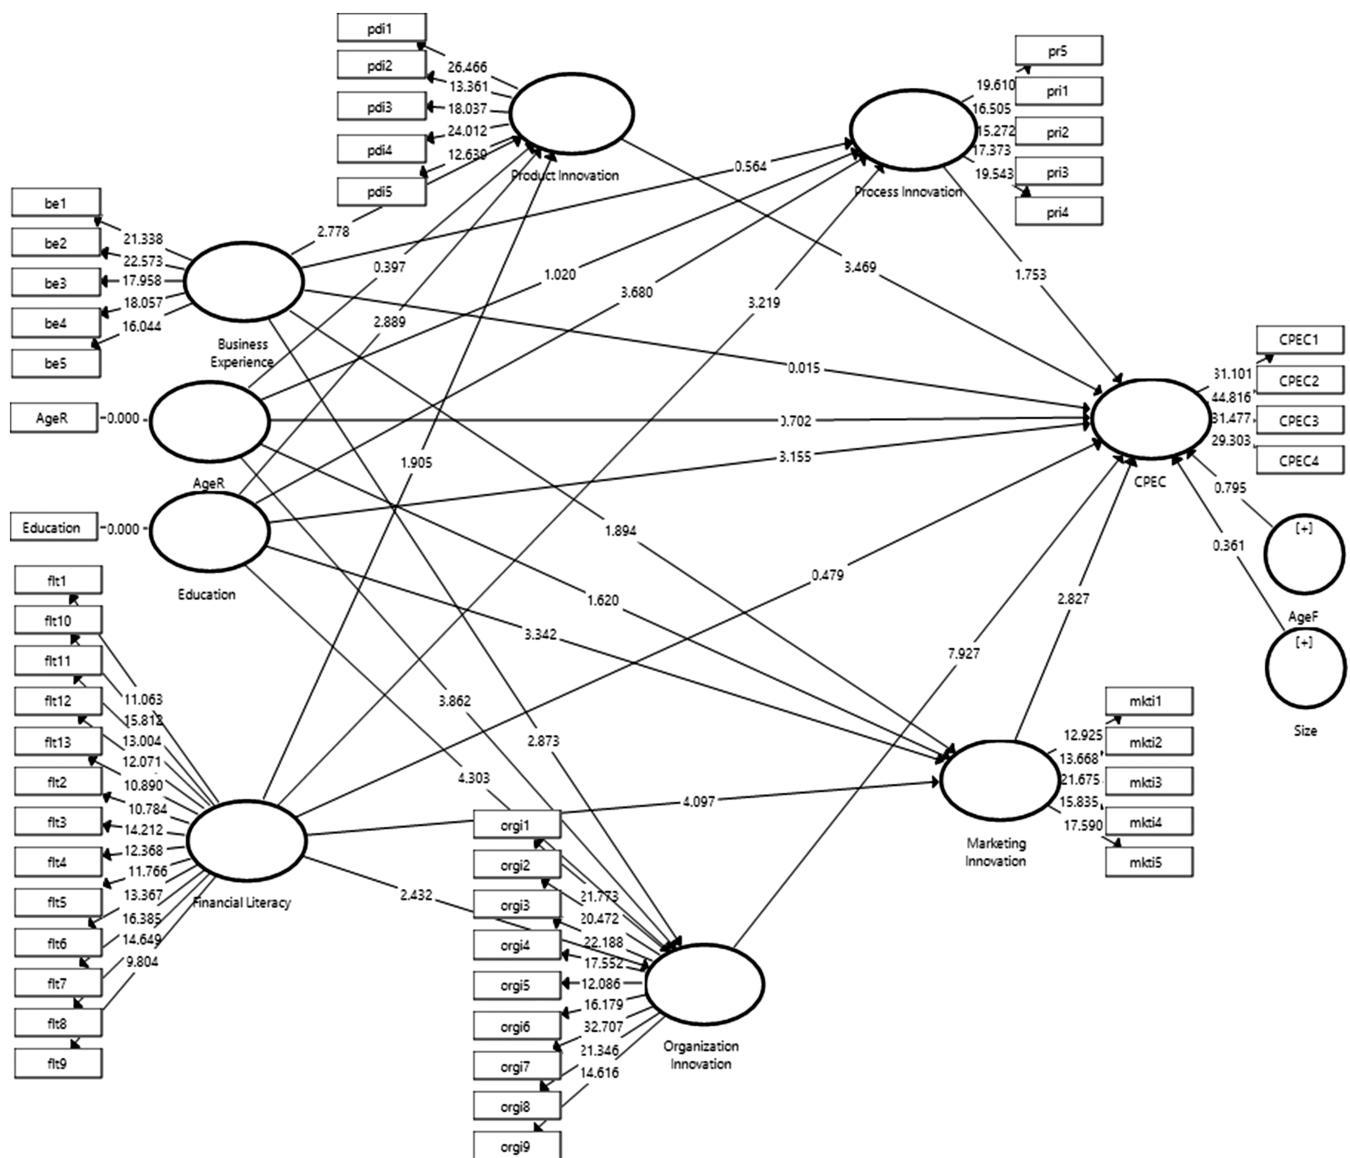 pdi1
pdi2
pdi3
pdi4
pdi5
26.466
13.361
18.037
24.012
12.639
Product Innovation
pr5
pri1
pri2
pri3
pri4
19.610
16.505
15.272
17.373
19.543
Process Innovation
be1
be2
be3
be4
be5
21.338
22.573
17.958
18.057
16.044
Business
Experience
2.778
0.564
0.397
1.020
3.680
2.889
3.219
3.469
1.753
0.015
AgeR
0.000
AgeR
3.155
1.905
Education
0.000
Education
1.894
1.620
3.342
0.479
CPEC1
CPEC2
CPEC3
CPEC4
44.816
29.303
CPEC
0.795
0.361
[+]
AgeF
[+]
Size
flt1
flt10
flt11
flt12
flt13
flt2
flt3
flt4
flt5
flt6
flt7
flt8
flt9
11.063
15.812
13.004
12.071
10.890
10.784
14.212
12.368
11.766
13.367
16.385
14.649
9.804
Financial Literacy
3.862
2.873
4.303
4.097
2.432
7.927
2.827
mkti1
mkti2
mkti3
mkti4
mkti5
12.925
13.668
21.675
15.835
17.590
Marketing
Innovation
orgi1
orgi2
orgi3
orgi4
orgi5
orgi6
orgi7
orgi8
orgi9
21.773
20.472
22.188
17.552
12.086
16.179
32.707
21.346
14.616
Organization
Innovation